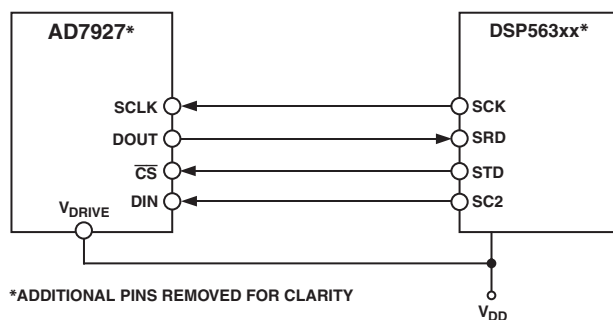 AD7927*
DSP563xx*
SCLK
SCK
DOUT
SRD
CS
STD
DIN
SC2
VDRIVE
*ADDITIONAL PINS REMOVED FOR CLARITY
VDD